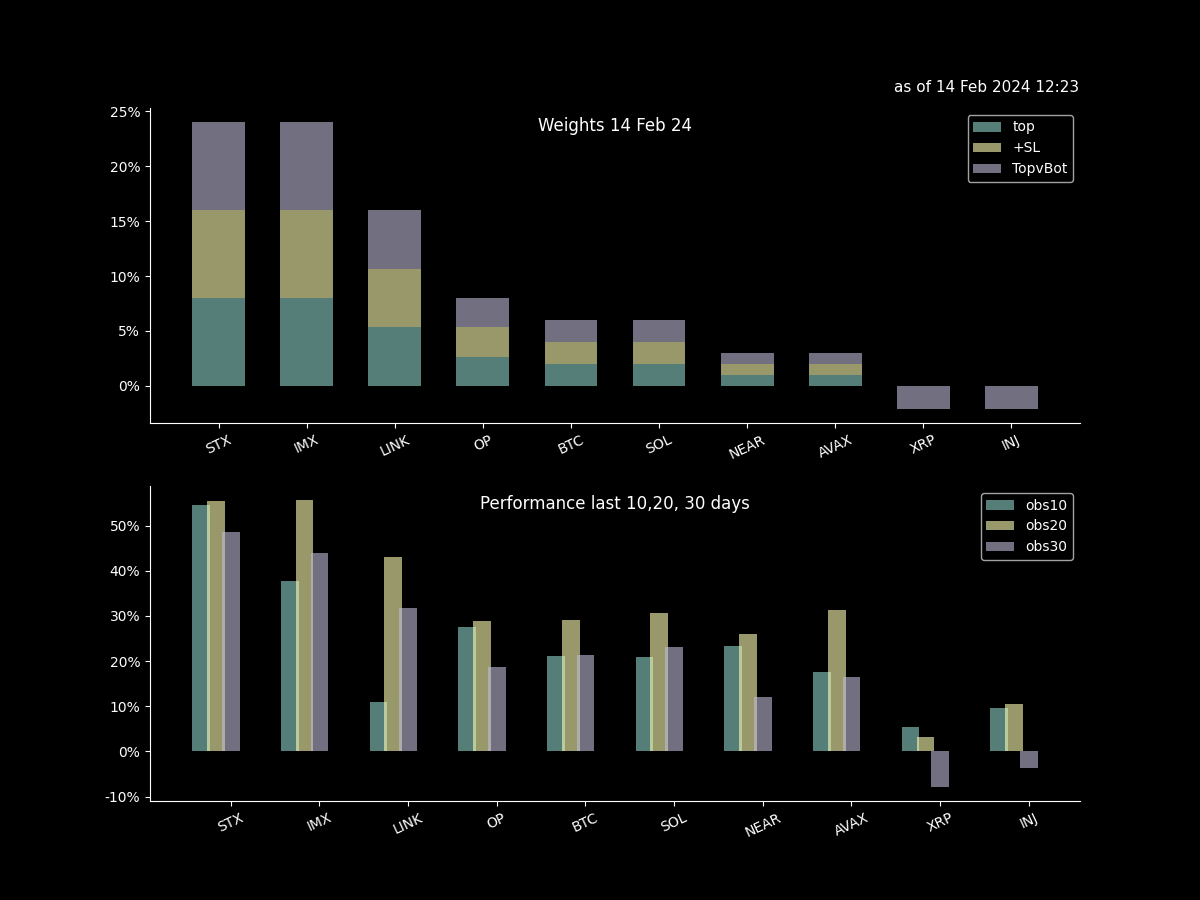 as of 14 Feb 2024 12:23
Weights 14 Feb 24
top
+SL
TopvBot
25%
20%
15%
10%
5%
0%
STX IMX LINK OP BTC SOL NEAR AVAX XRP INJ
Performance last 10,20, 30 days
obs10
obs20
obs30
50%
40%
30%
20%
10%
0%
-10%
STX IMX LINK OP BTC SOL NEAR AVAX XRP INJ